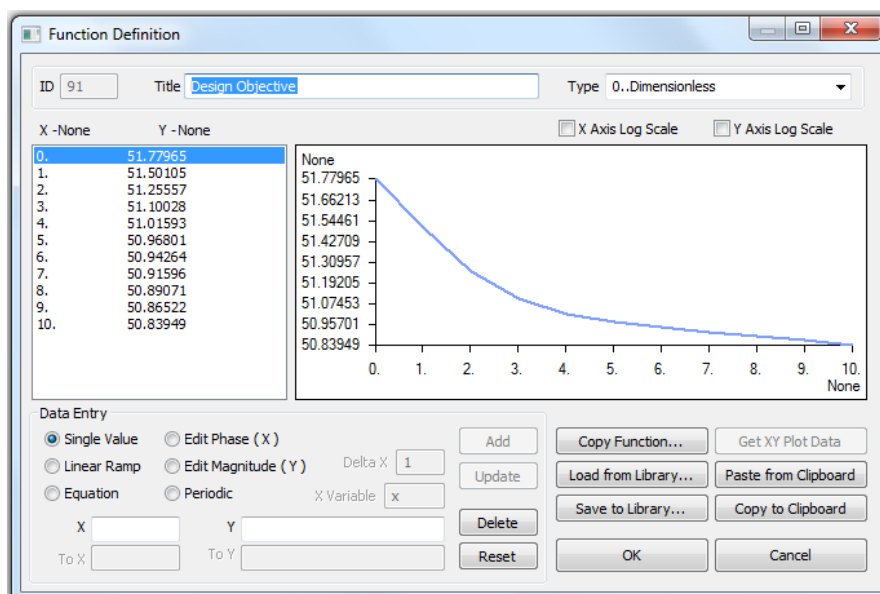 Function Definition
ID 91 Title Design Objective Type 0..Dimensionless
X -None Y -None X Axis Log Scale Y Axis Log Scale
0. 51.77965
1. 51.50105
2. 51.25557
3. 51.10028
4. 51.01593
5. 50.96801
6. 50.94264
7. 50.91596
8. 50.89071
9. 50.86522
10. 50.83949
None
51.77965
51.66213
51.54461
51.42709
51.30957
51.19205
51.07453
50.95701
50.83949
0. 1. 2. 3. 4. 5. 6. 7. 8. 9. 10.
None
Data Entry
Single Value Edit Phase ( X )
Linear Ramp Edit Magnitude ( Y ) Delta X 1
Equation Periodic X Variable x
X Y
To X To Y
Add
Update
Delete
Reset
Copy Function... Get XY Plot Data
Load from Library... Paste from Clipboard
Save to Library... Copy to Clipboard
OK Cancel